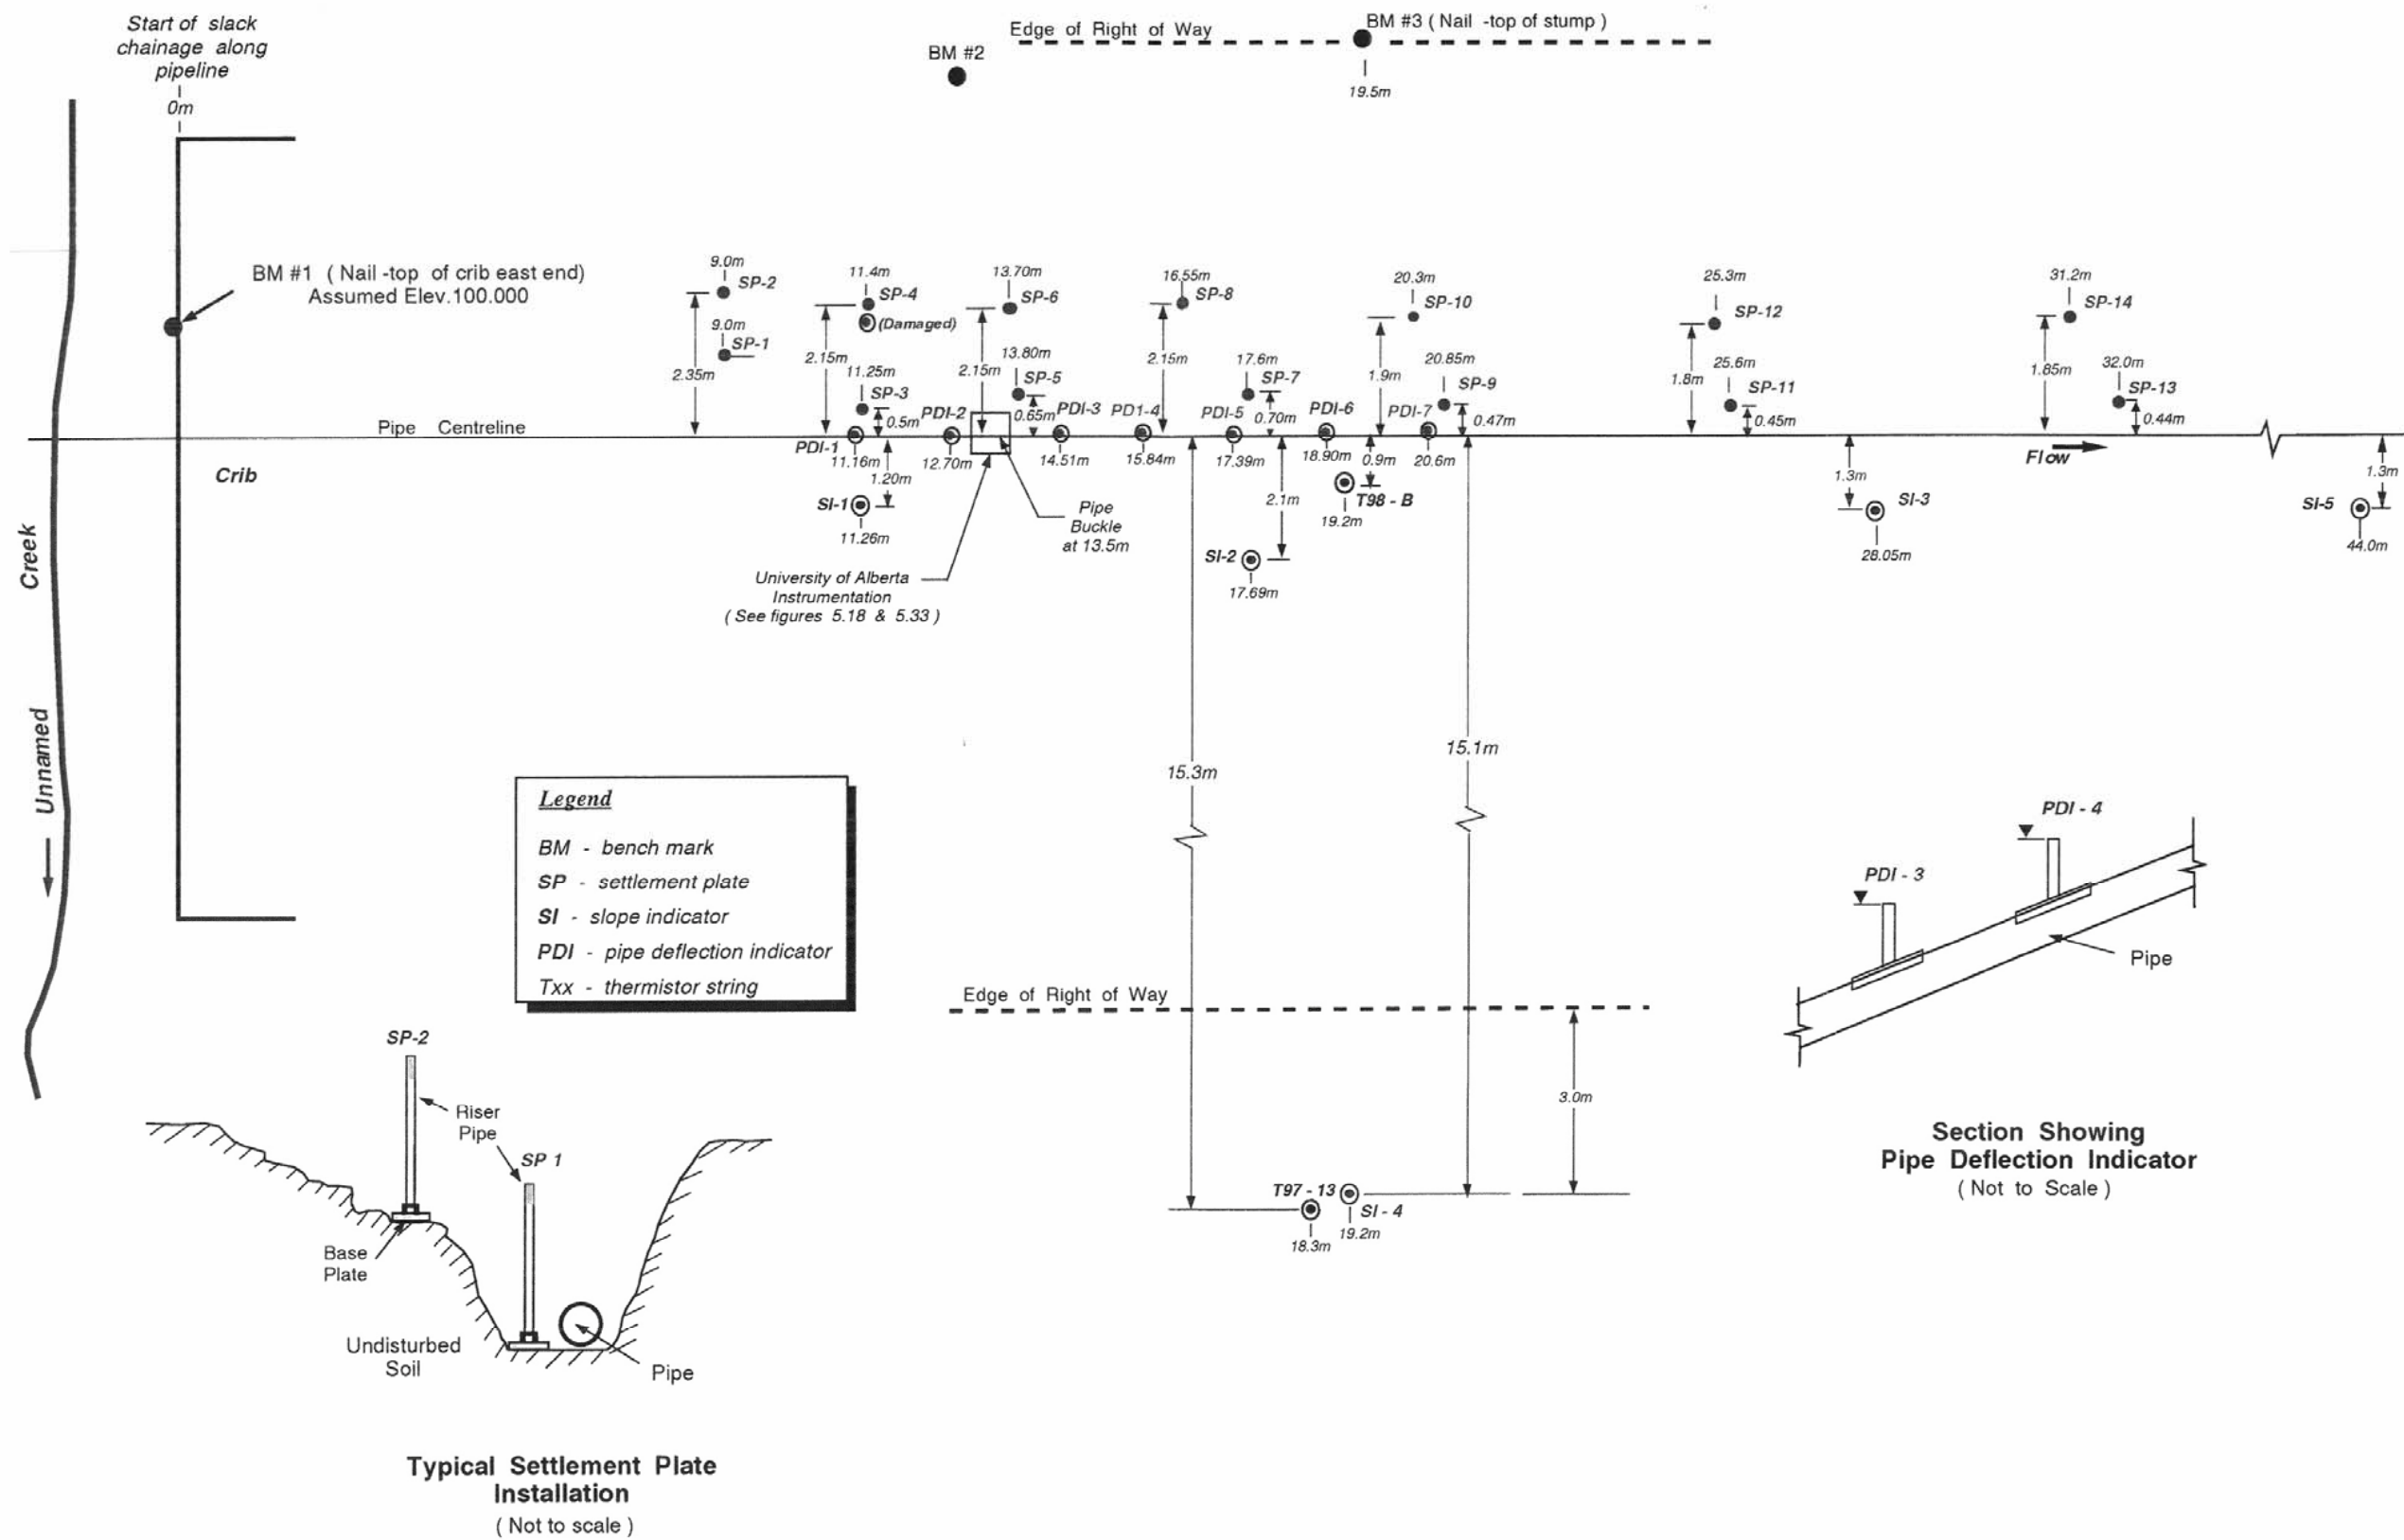 Start of slack
chainage along
pipeline
0m
Edge of Right of Way
BM #3 ( Nail -top of stump )
BM #2
19.5m
BM #1 ( Nail -top of crib east end)
Assumed Elev.100.000
9.0m
SP-2
9.0m
SP-1
2.35m
11.4m
SP-4
(Damaged)
2.15m
11.25m
SP-3
0.5m
13.70m
SP-6
2.15m
13.80m
SP-5
0.65m
16.55m
SP-8
2.15m
17.6m
SP-7
0.70m
20.3m
SP-10
1.9m
20.85m
SP-9
0.47m
25.3m
SP-12
1.8m
25.6m
SP-11
0.45m
31.2m
SP-14
1.85m
32.0m
SP-13
0.44m
Pipe Centreline
PDI-1
11.16m
PDI-2
12.70m
PDI-3
14.51m
PD1-4
15.84m
PDI-5
17.39m
PDI-6
18.90m
PDI-7
20.6m
Flow
Crib
1.20m
SI-1
11.26m
Pipe
Buckle
at 13.5m
University of Alberta
Instrumentation
( See figures 5.18 & 5.33 )
2.1m
SI-2
17.69m
0.9m
T98 - B
19.2m
1.3m
SI-3
28.05m
1.3m
SI-5
44.0m
Creek
Unnamed
15.3m
15.1m
Legend
BM - bench mark
SP - settlement plate
SI - slope indicator
PDI - pipe deflection indicator
Txx - thermistor string
Edge of Right of Way
3.0m
T97 - 13
SI - 4
18.3m
19.2m
PDI - 4
PDI - 3
Pipe
Section Showing
Pipe Deflection Indicator
( Not to Scale )
SP-2
Riser
Pipe
SP 1
Base
Plate
Undisturbed
Soil
Pipe
Typical Settlement Plate
Installation
( Not to scale )